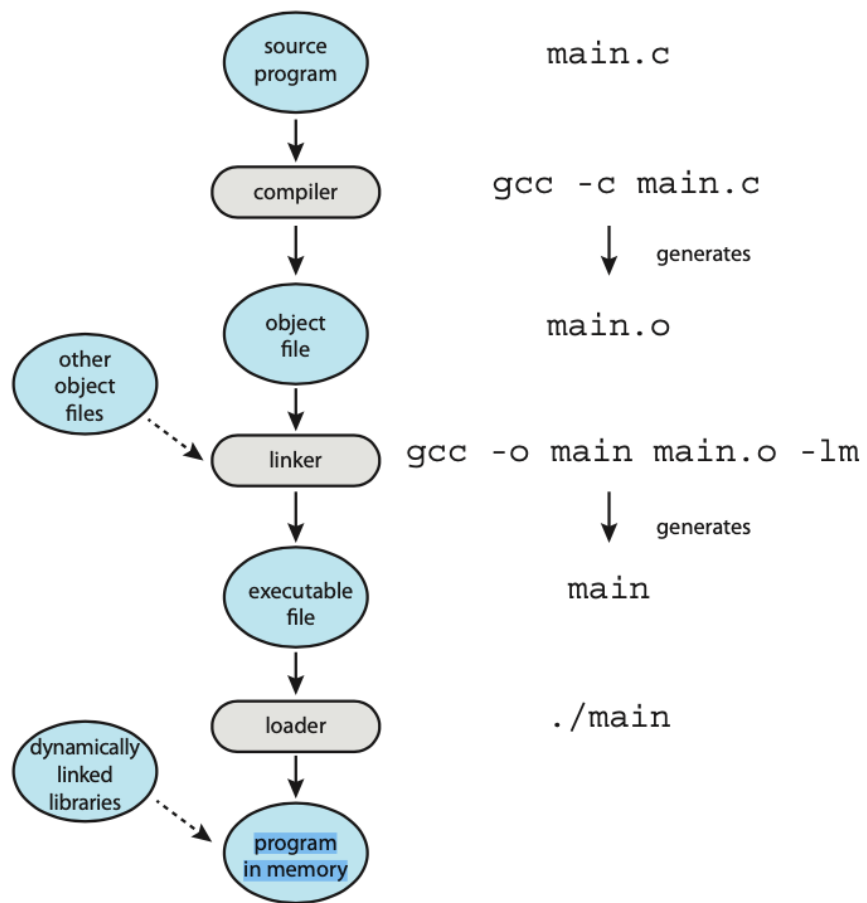 source
program
main.c
compiler
gcc -c main.c
generates
object
file
main.o
other
object
files
linker
gcc -o main main.o -lm
generates
executable
file
main
loader
./main
dynamically
linked
libraries
program
in memory